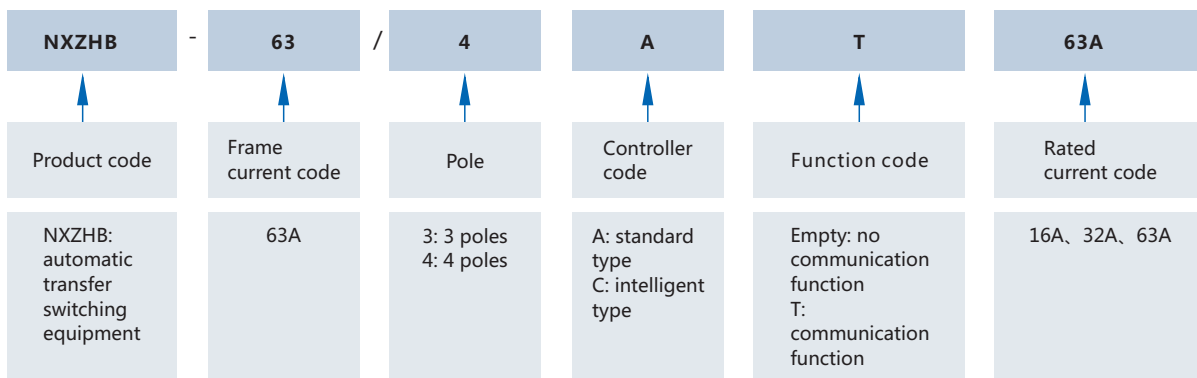 NXZHB - 63 / 4 A T 63A
Product code
Frame
current code
Pole
Controller
code
Function code
Rated
current code
NXZHB:
automatic
transfer
switching
equipment
63A
3: 3 poles
4: 4 poles
A: standard
type
C: intelligent
type
Empty: no
communication
function
T:
communication
function
16A、32A、63A